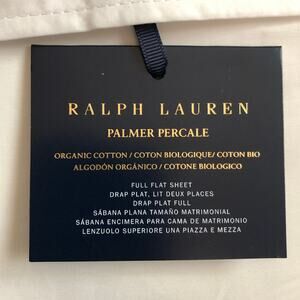 RALPH LAUREN
PALMER PERCALE
ORGANIC COTTON / COTON BIOLOGIQUE / COTON BIO
ALGODÓN ORGÁNICO / COTONE BIOLOGICO
FULL FLAT SHEET
DRAP PLAT, LIT DEUX PLACES
DRAP PLAT FULL
SÁBANA PLANA TAMAÑO MATRIMONIAL
SÁBANA ENCIMERA PARA CAMA DE MATRIMONIO
LENZUOLO SUPERIORE UNA PIAZZA E MEZZA